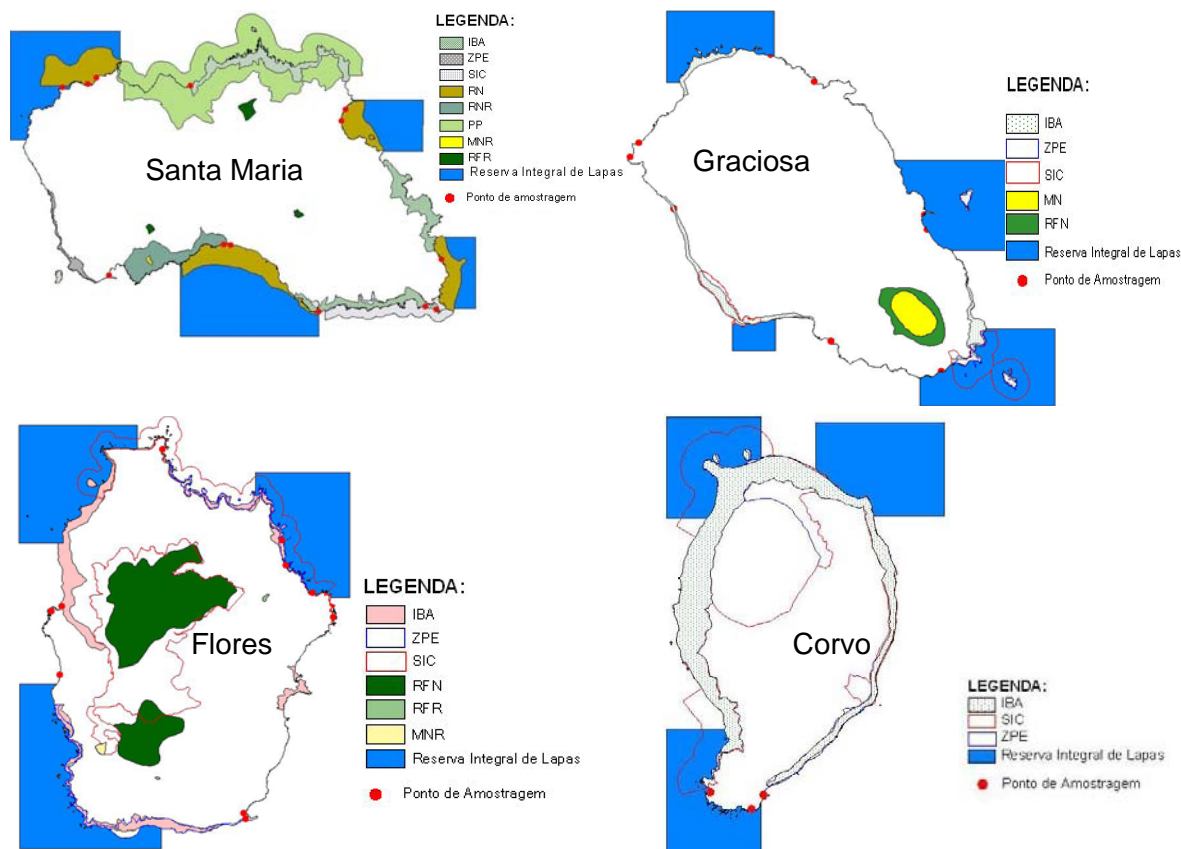 LEGENDA:
IBA
ZPE
SIC
RN
RNR
PP
MNR
RFR
Reserva Integral de Lapas
Ponto de amostragem
Santa Maria
LEGENDA:
IBA
ZPE
SIC
MN
RFN
Reserva Integral de Lapas
Ponto de Amostragem
Graciosa
LEGENDA:
IBA
ZPE
SIC
RFN
RFR
MNR
Reserva Integral de Lapas
Ponto de Amostragem
Flores
Corvo
LEGENDA:
IBA
SIC
ZPE
Reserva Integral de Lapas
Ponto de Amostragem